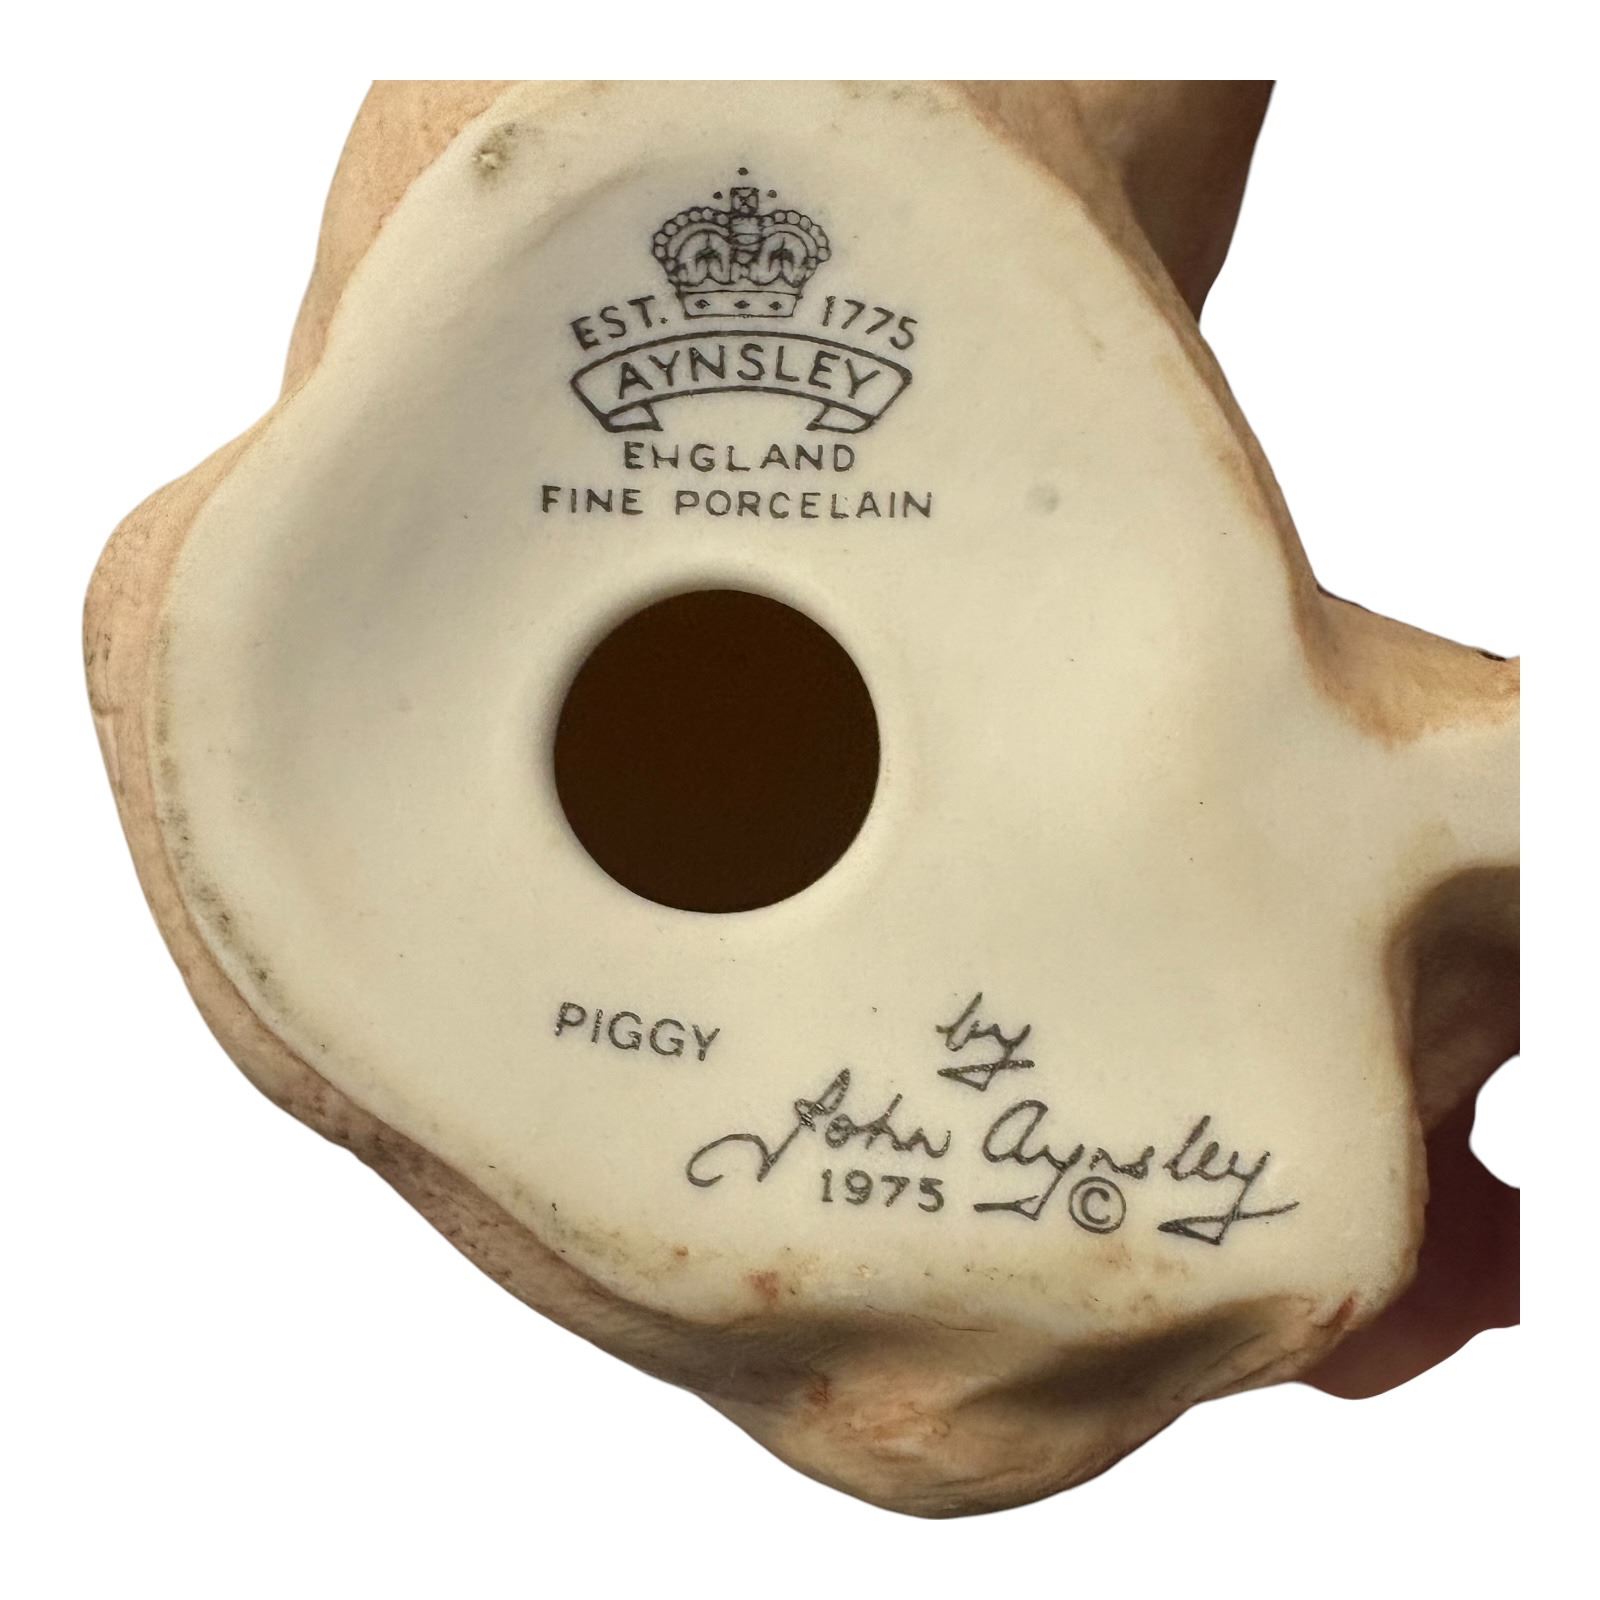 EST. 1775
AYNSLEY
ENGLAND
FINE PORCELAIN
PIGGY
by
John Aynsley
1975 ©